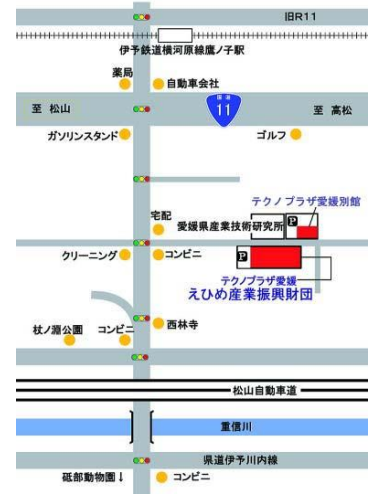 旧R11
伊予鉄道横河原線鷹ノ子駅
薬局
自動車会社
至 松山
国道
11
至 高松
ガソリンスタンド
ゴルフ
テクノプラザ愛媛別館
宅配
愛媛県産業技術研究所
P
クリーニング
コンビニ
P
テクノプラザ愛媛
えひめ産業振興財団
杖ノ淵公園
コンビニ
西林寺
松山自動車道
重信川
県道伊予川内線
砥部動物園↓
コンビニ